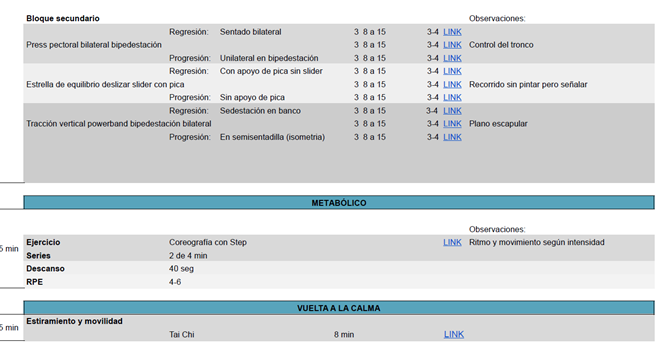 Bloque secundario Observaciones:
Regresión: Sentado bilateral 3 8 a 15 3-4 LINK
Press pectoral bilateral bipedestación 3 8 a 15 3-4 LINK Control del tronco
Progresión: Unilateral en bipedestación 3 8 a 15 3-4 LINK
Regresión: Con apoyo de pica sin slider 3 8 a 15 3-4 LINK
Estrella de equilibrio deslizar slider con pica 3 8 a 15 3-4 LINK Recorrido sin pintar pero señalar
Progresión: Sin apoyo de pica 3 8 a 15 3-4 LINK
Regresión: Sedestación en banco 3 8 a 15 3-4 LINK
Tracción vertical powerband bipedestación bilateral 3 8 a 15 3-4 LINK Plano escapular
Progresión: En semisentadilla (isometria) 3 8 a 15 3-4 LINK
METABÓLICO
Observaciones:
5 min Ejercicio Coreografía con Step LINK Ritmo y movimiento según intensidad
Series 2 de 4 min
Descanso 40 seg
RPE 4-6
VUELTA A LA CALMA
5 min Estiramiento y movilidad
Tai Chi 8 min LINK